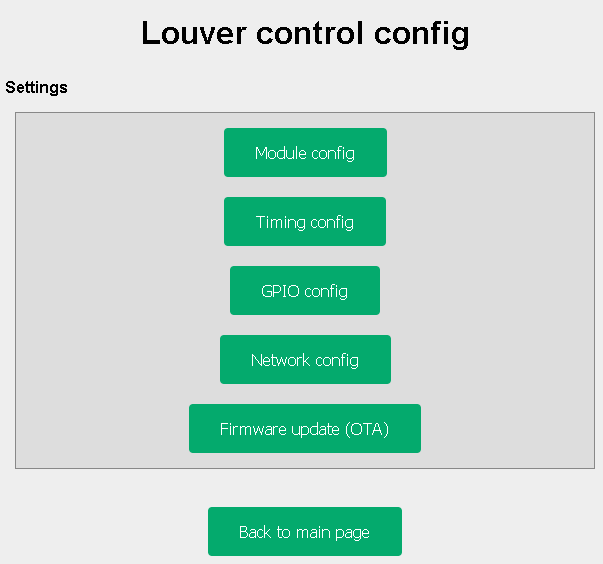 Louver control config
Settings
Module config
Timing config
GPIO config
Network config
Firmware update (OTA)
Back to main page